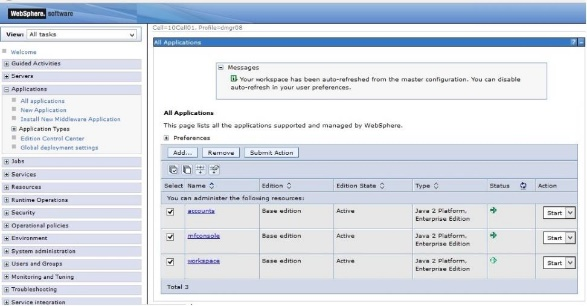 WebSphere. software
View: All tasks
Welcome
Guided Activities
Servers
Applications
All applications
New Application
Install New Middleware Application
Application Types
Edition Control Center
Global deployment settings
Jobs
Services
Resources
Runtime Operations
Security
Operational policies
Environment
System administration
Users and Groups
Monitoring and Tuning
Troubleshooting
Service integration
Cell=10Cell01, Profile=dmgr08
All Applications
Messages
Your workspace has been auto-refreshed from the master configuration. You can disable
auto-refresh in your user preferences.
All Applications
This page lists all the applications supported and managed by WebSphere.
Preferences
Add... Remove Submit Action
Select Name Edition Edition State Type Status Action
You can administer the following resources:
accounts Base edition Active Java 2 Platform, Start
Enterprise Edition
mfconsole Base edition Active Java 2 Platform, Start
Enterprise Edition
workspace Base edition Active Java 2 Platform, Start
Enterprise Edition
Total 3